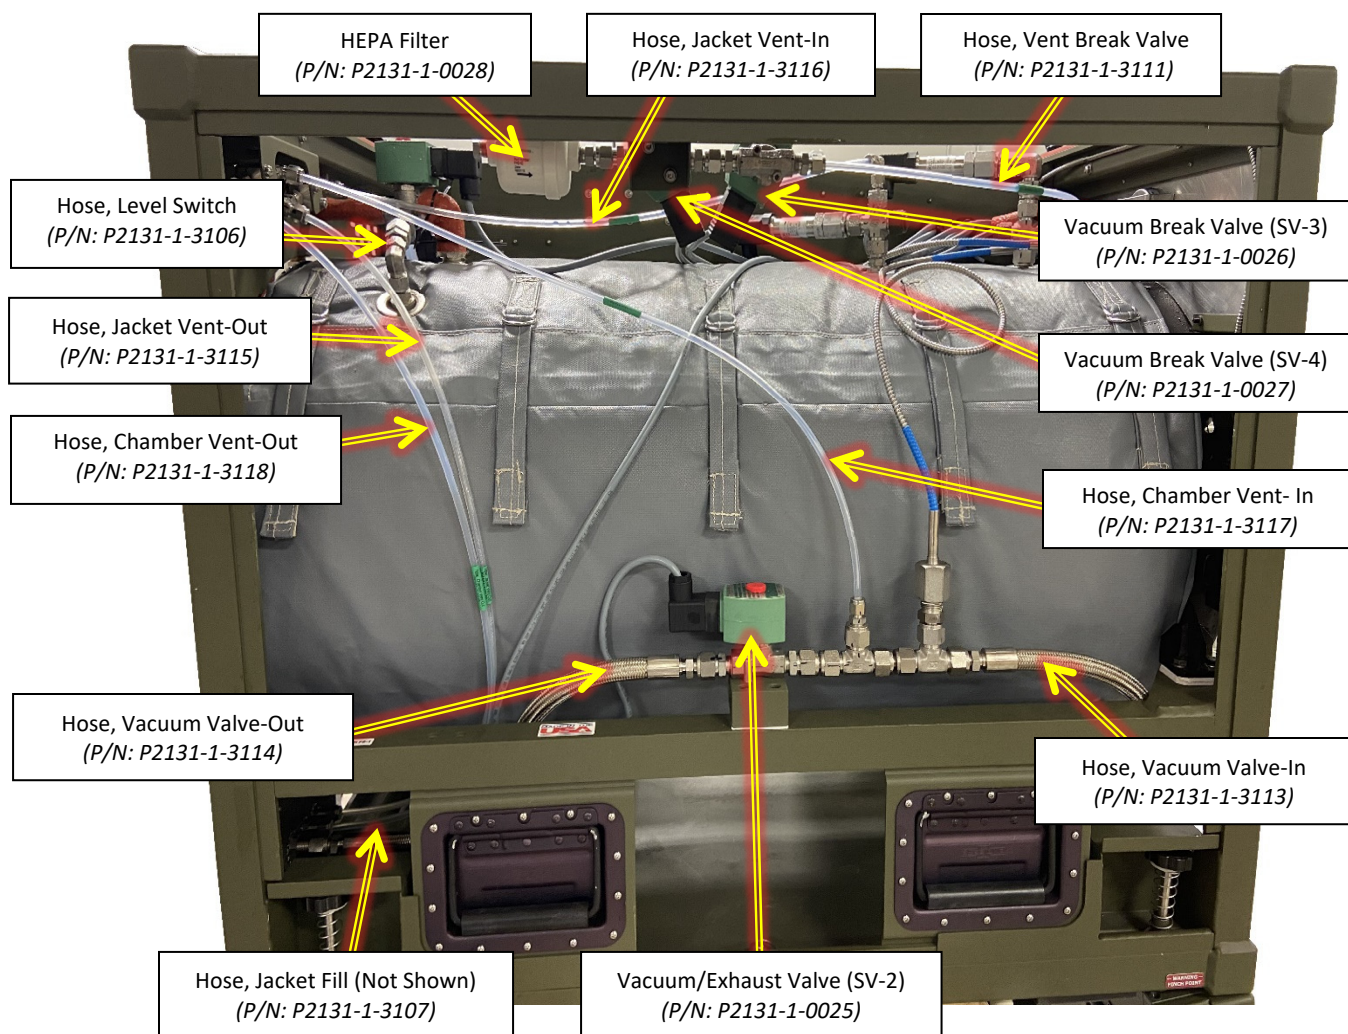 HEPA Filter
(P/N: P2131-1-0028)
Hose, Jacket Vent-In
(P/N: P2131-1-3116)
Hose, Vent Break Valve
(P/N: P2131-1-3111)
Hose, Level Switch
(P/N: P2131-1-3106)
Vacuum Break Valve (SV-3)
(P/N: P2131-1-0026)
Hose, Jacket Vent-Out
(P/N: P2131-1-3115)
Vacuum Break Valve (SV-4)
(P/N: P2131-1-0027)
Hose, Chamber Vent-Out
(P/N: P2131-1-3118)
Hose, Chamber Vent- In
(P/N: P2131-1-3117)
Hose, Vacuum Valve-Out
(P/N: P2131-1-3114)
Hose, Vacuum Valve-In
(P/N: P2131-1-3113)
Hose, Jacket Fill (Not Shown)
(P/N: P2131-1-3107)
Vacuum/Exhaust Valve (SV-2)
(P/N: P2131-1-0025)
WARNING
PINCH POINT